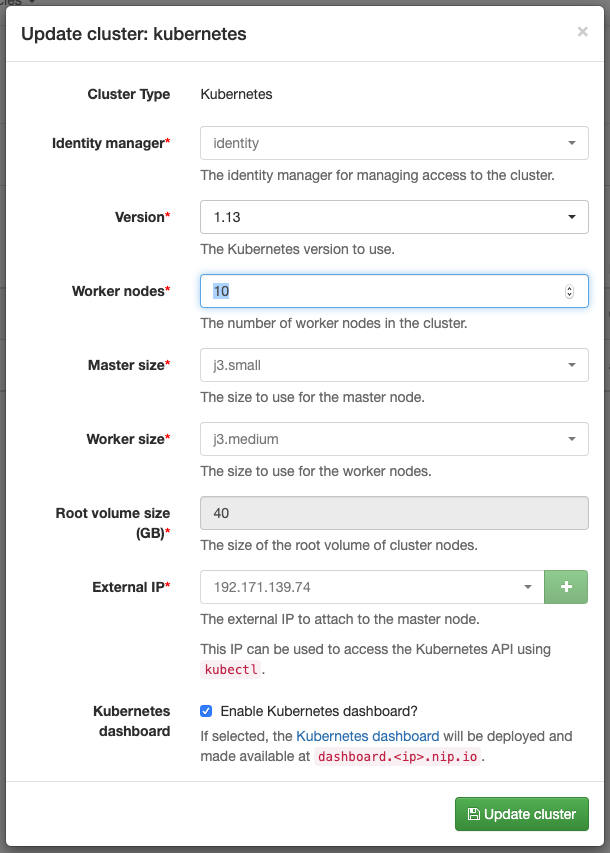 Update cluster: kubernetes ×
Cluster Type Kubernetes
Identity manager* identity
The identity manager for managing access to the cluster.
Version* 1.13
The Kubernetes version to use.
Worker nodes* 10
The number of worker nodes in the cluster.
Master size* j3.small
The size to use for the master node.
Worker size* j3.medium
The size to use for the worker nodes.
Root volume size
(GB)* 40
The size of the root volume of cluster nodes.
External IP* 192.171.139.74 +
The external IP to attach to the master node.
This IP can be used to access the Kubernetes API using
kubectl.
Kubernetes
dashboard
Enable Kubernetes dashboard?
If selected, the Kubernetes dashboard will be deployed and
made available at dashboard.<ip>.nip.io.
Update cluster